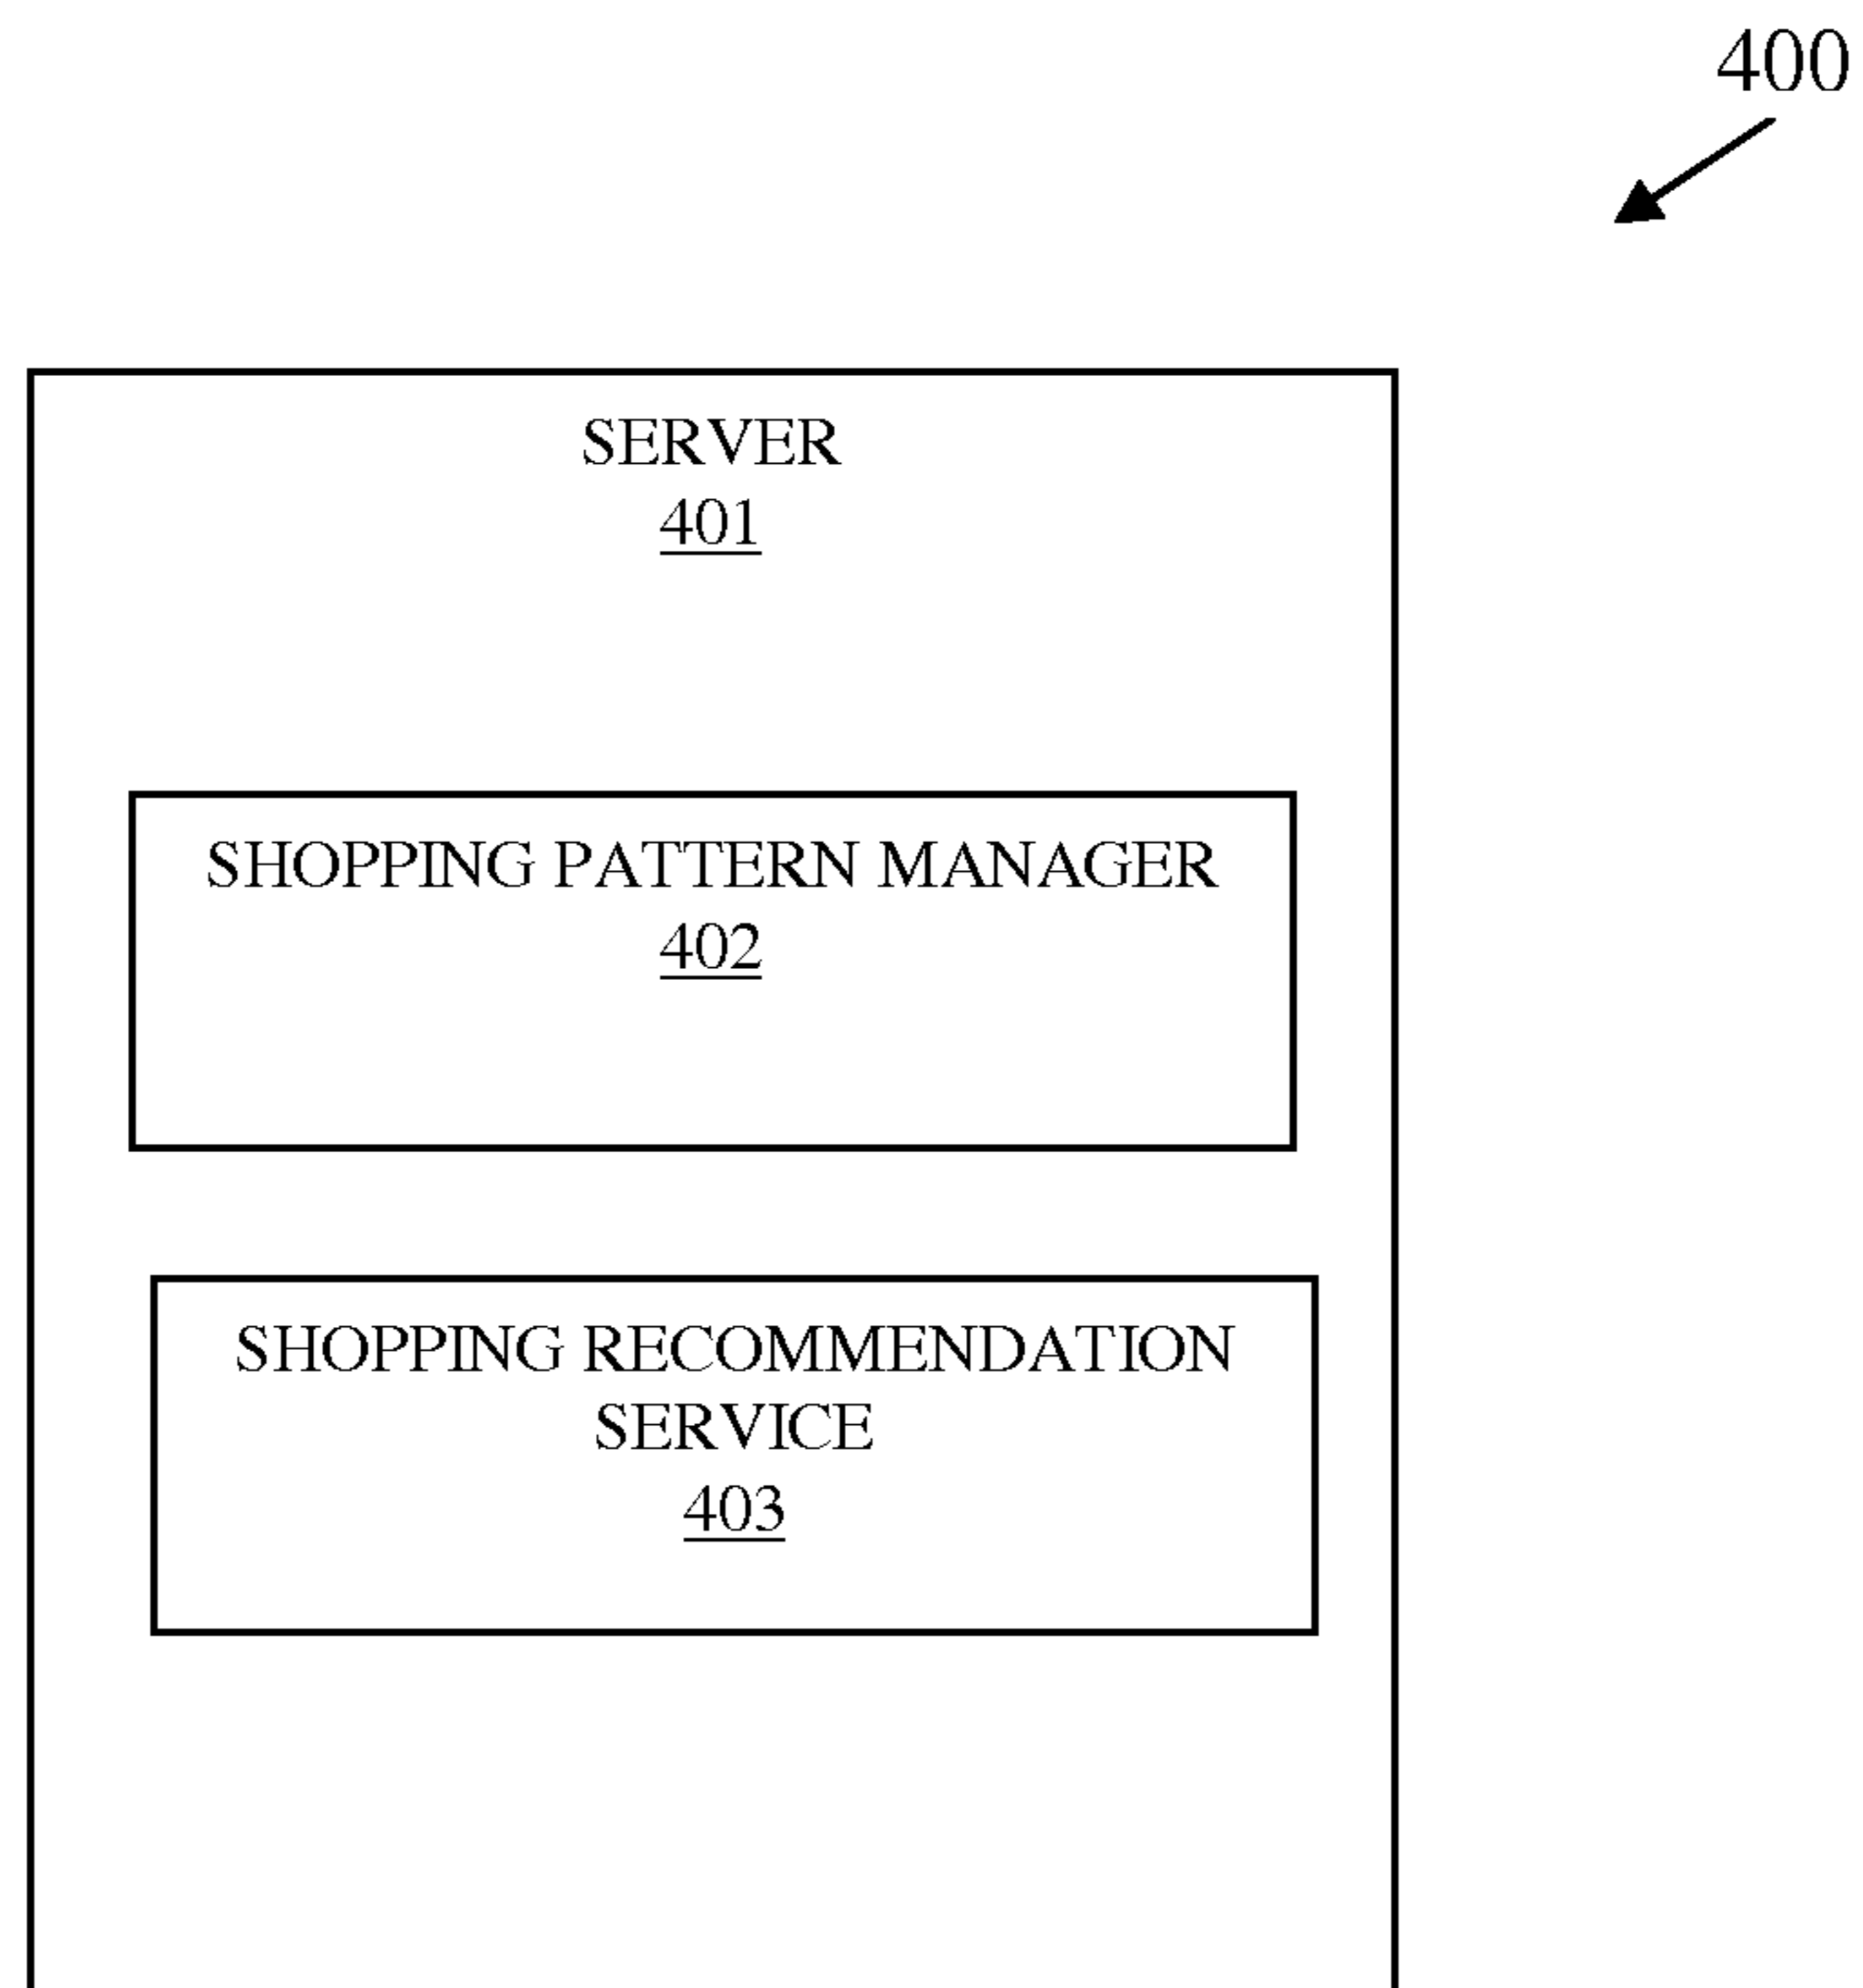 400
SERVER
401
SHOPPING PATTERN MANAGER
402
SHOPPING RECOMMENDATION
SERVICE
403